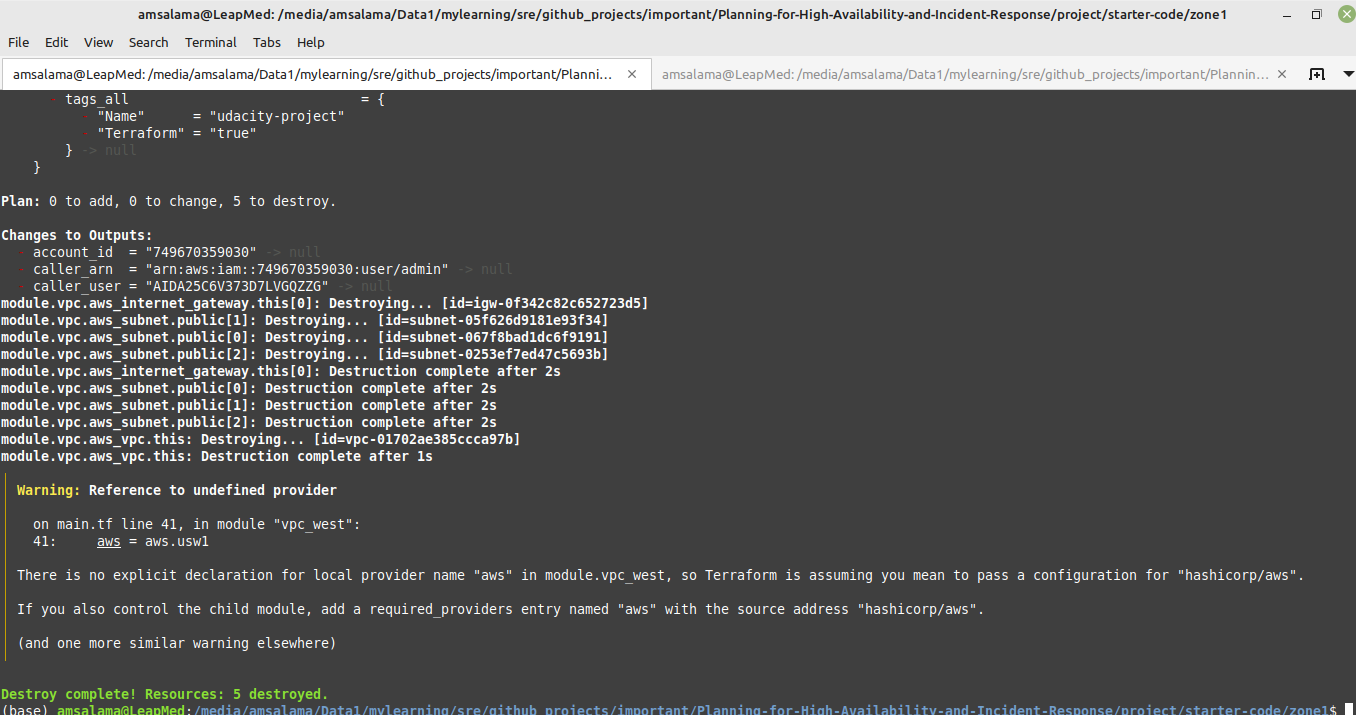 amsalama@LeapMed: /media/amsalama/Data1/mylearning/sre/github_projects/important/Planning-for-High-Availability-and-Incident-Response/project/starter-code/zone1
File Edit View Search Terminal Tabs Help
amsalama@LeapMed: /media/amsalama/Data1/mylearning/sre/github_projects/important/Planni... × amsalama@LeapMed: /media/amsalama/Data1/mylearning/sre/github_projects/important/Plannin... ×
- tags_all = {
- "Name" = "udacity-project"
- "Terraform" = "true"
} -> null
}
Plan: 0 to add, 0 to change, 5 to destroy.
Changes to Outputs:
- account_id = "749670359030" -> null
- caller_arn = "arn:aws:iam::749670359030:user/admin" -> null
- caller_user = "AIDA25C6V373D7LVGQZZG" -> null
module.vpc.aws_internet_gateway.this[0]: Destroying... [id=igw-0f342c82c652723d5]
module.vpc.aws_subnet.public[1]: Destroying... [id=subnet-05f626d9181e93f34]
module.vpc.aws_subnet.public[0]: Destroying... [id=subnet-067f8bad1dc6f9191]
module.vpc.aws_subnet.public[2]: Destroying... [id=subnet-0253ef7ed47c5693b]
module.vpc.aws_internet_gateway.this[0]: Destruction complete after 2s
module.vpc.aws_subnet.public[0]: Destruction complete after 2s
module.vpc.aws_subnet.public[1]: Destruction complete after 2s
module.vpc.aws_subnet.public[2]: Destruction complete after 2s
module.vpc.aws_vpc.this: Destroying... [id=vpc-01702ae385ccca97b]
module.vpc.aws_vpc.this: Destruction complete after 1s
Warning: Reference to undefined provider
on main.tf line 41, in module "vpc_west":
41: aws = aws.usw1
There is no explicit declaration for local provider name "aws" in module.vpc_west, so Terraform is assuming you mean to pass a configuration for "hashicorp/aws".
If you also control the child module, add a required_providers entry named "aws" with the source address "hashicorp/aws".
(and one more similar warning elsewhere)
Destroy complete! Resources: 5 destroyed.
(base) amsalama@LeapMed:/media/amsalama/Data1/mylearning/sre/github_projects/important/Planning-for-High-Availability-and-Incident-Response/project/starter-code/zone1$